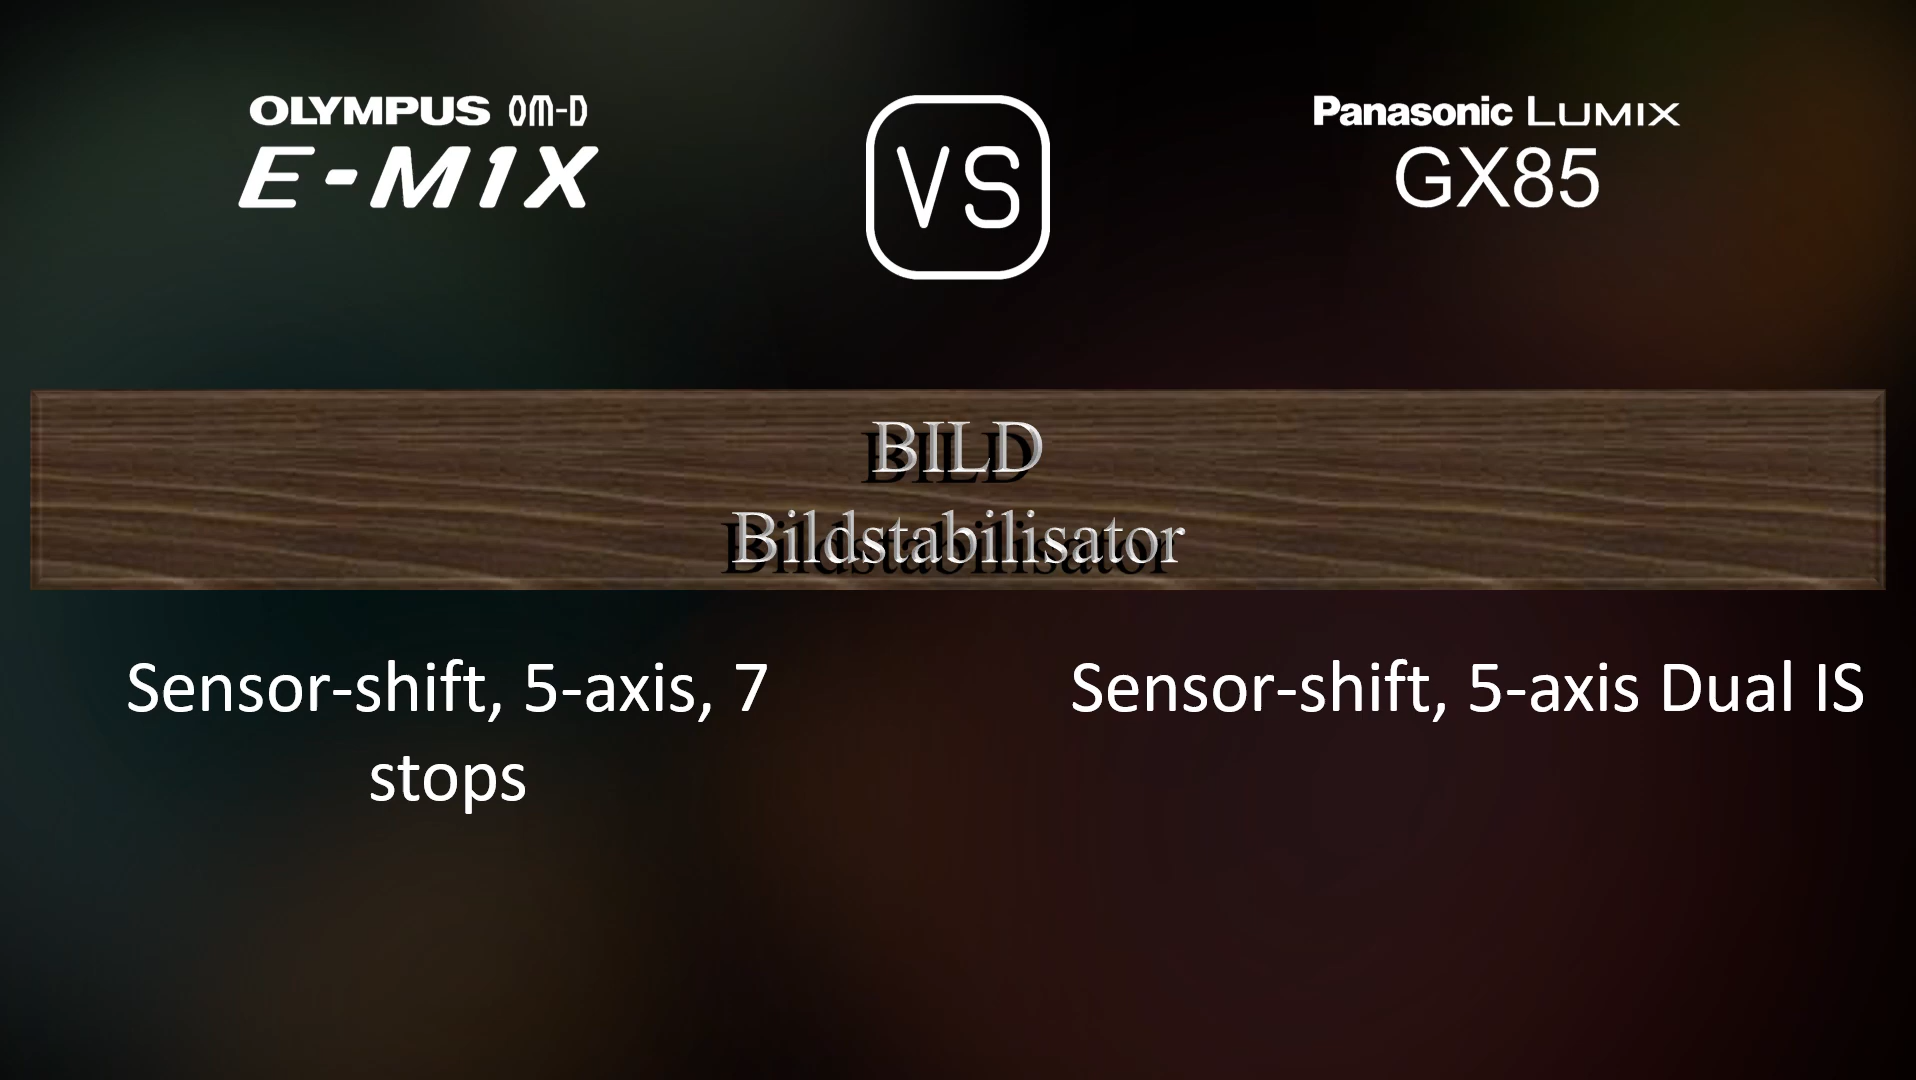 OLYMPUS OM-D
E-M1X
VS
Panasonic LUMIX
GX85
BILD
Bildstabilisator
Sensor-shift, 5-axis, 7
stops
Sensor-shift, 5-axis Dual IS